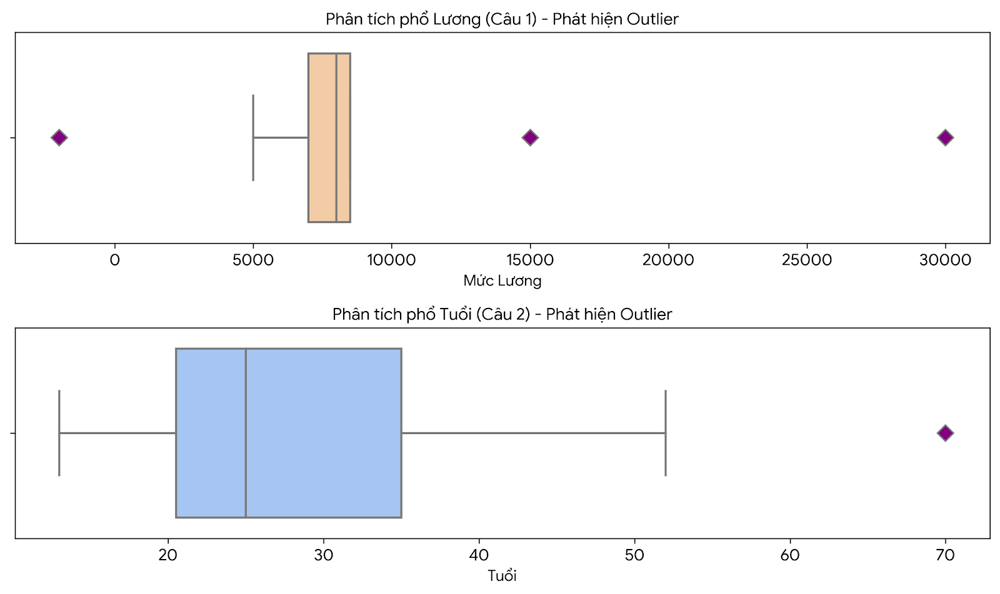 Phân tích phổ Lương (Câu 1) - Phát hiện Outlier
0 5000 10000 15000 20000 25000 30000
Mức Lương
Phân tích phổ Tuổi (Câu 2) - Phát hiện Outlier
20 30 40 50 60 70
Tuổi